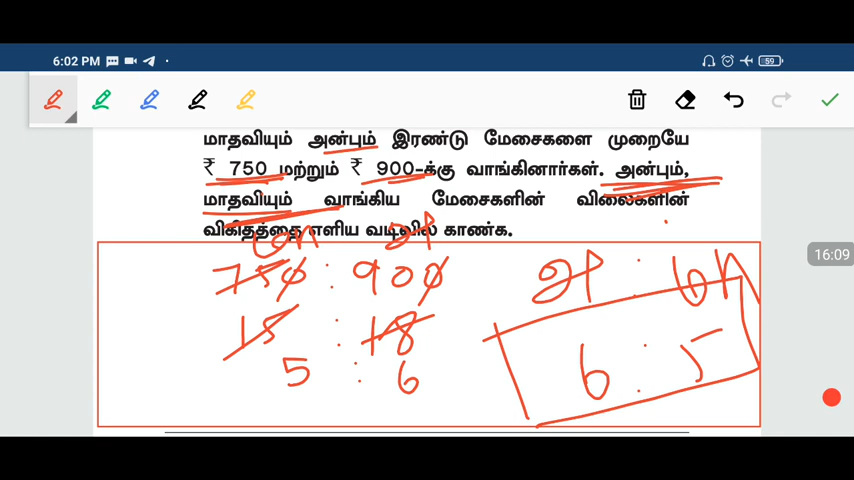 6:02 PM
59
மாதவியும் அன்பும் இரண்டு மேசைகளை முறையே
₹ 750 மற்றும் ₹ 900-க்கு வாங்கினார்கள். அன்பும்,
மாதவியும் வாங்கிய மேசைகளின் விலைகளின்
விகிதத்தை எளிய வடிவில் காண்க.
மா அ
750 : 900 அ : மா
15 : 18
5 : 6 6 : 5
16:09